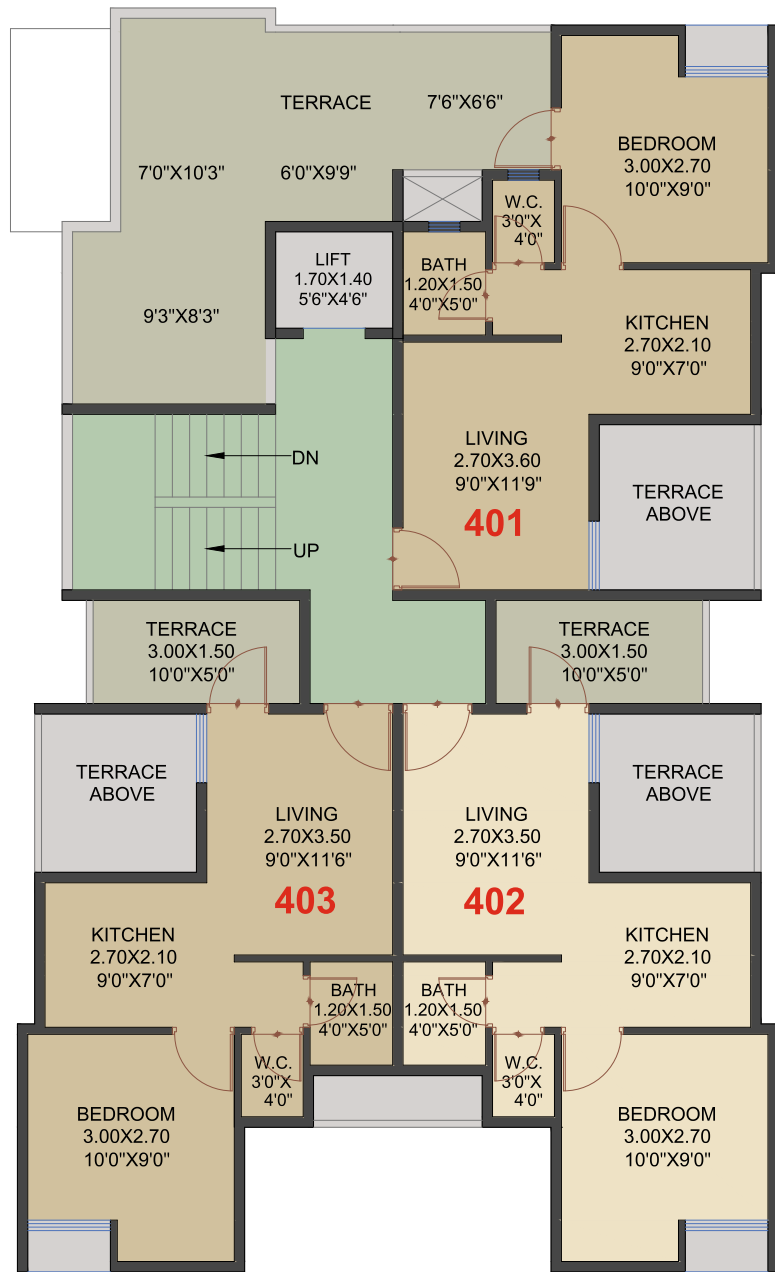 TERRACE
7'6"X6'6"
7'0"X10'3"
6'0"X9'9"
9'3"X8'3"
BEDROOM
3.00X2.70
10'0"X9'0"
W.C.
3'0"X
4'0"
LIFT
1.70X1.40
5'6"X4'6"
BATH
1.20X1.50
4'0"X5'0"
KITCHEN
2.70X2.10
9'0"X7'0"
LIVING
2.70X3.60
9'0"X11'9"
401
DN
UP
TERRACE
ABOVE
TERRACE
3.00X1.50
10'0"X5'0"
TERRACE
3.00X1.50
10'0"X5'0"
TERRACE
ABOVE
TERRACE
ABOVE
LIVING
2.70X3.50
9'0"X11'6"
403
LIVING
2.70X3.50
9'0"X11'6"
402
KITCHEN
2.70X2.10
9'0"X7'0"
KITCHEN
2.70X2.10
9'0"X7'0"
BATH
1.20X1.50
4'0"X5'0"
BATH
1.20X1.50
4'0"X5'0"
W.C.
3'0"X
4'0"
W.C.
3'0"X
4'0"
BEDROOM
3.00X2.70
10'0"X9'0"
BEDROOM
3.00X2.70
10'0"X9'0"